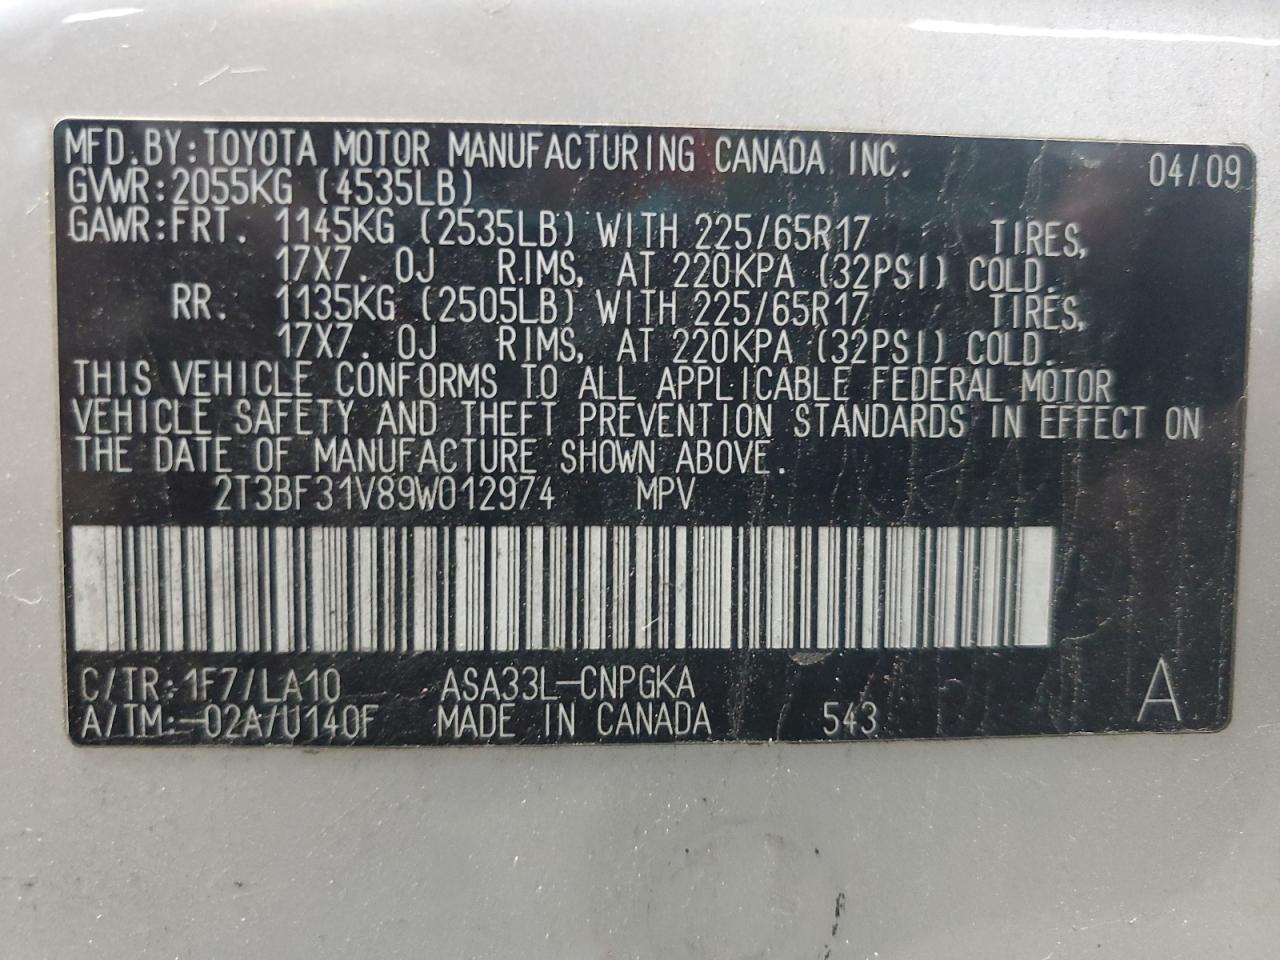 MFD.BY:TOYOTA MOTOR MANUFACTURING CANADA INC. 04/09
GVWR:2055KG (4535LB)
GAWR:FRT. 1145KG (2535LB) WITH 225/65R17 TIRES,
17X7.0J RIMS, AT 220KPA (32PSI) COLD.
RR. 1135KG (2505LB) WITH 225/65R17 TIRES,
17X7.0J RIMS, AT 220KPA (32PSI) COLD.
THIS VEHICLE CONFORMS TO ALL APPLICABLE FEDERAL MOTOR
VEHICLE SAFETY AND THEFT PREVENTION STANDARDS IN EFFECT ON
THE DATE OF MANUFACTURE SHOWN ABOVE.
2T3BF31V89W012974 MPV
C/TR:1F7/LA10 ASA33L-CNPGKA A
A/TM:-02A/U140F MADE IN CANADA 543